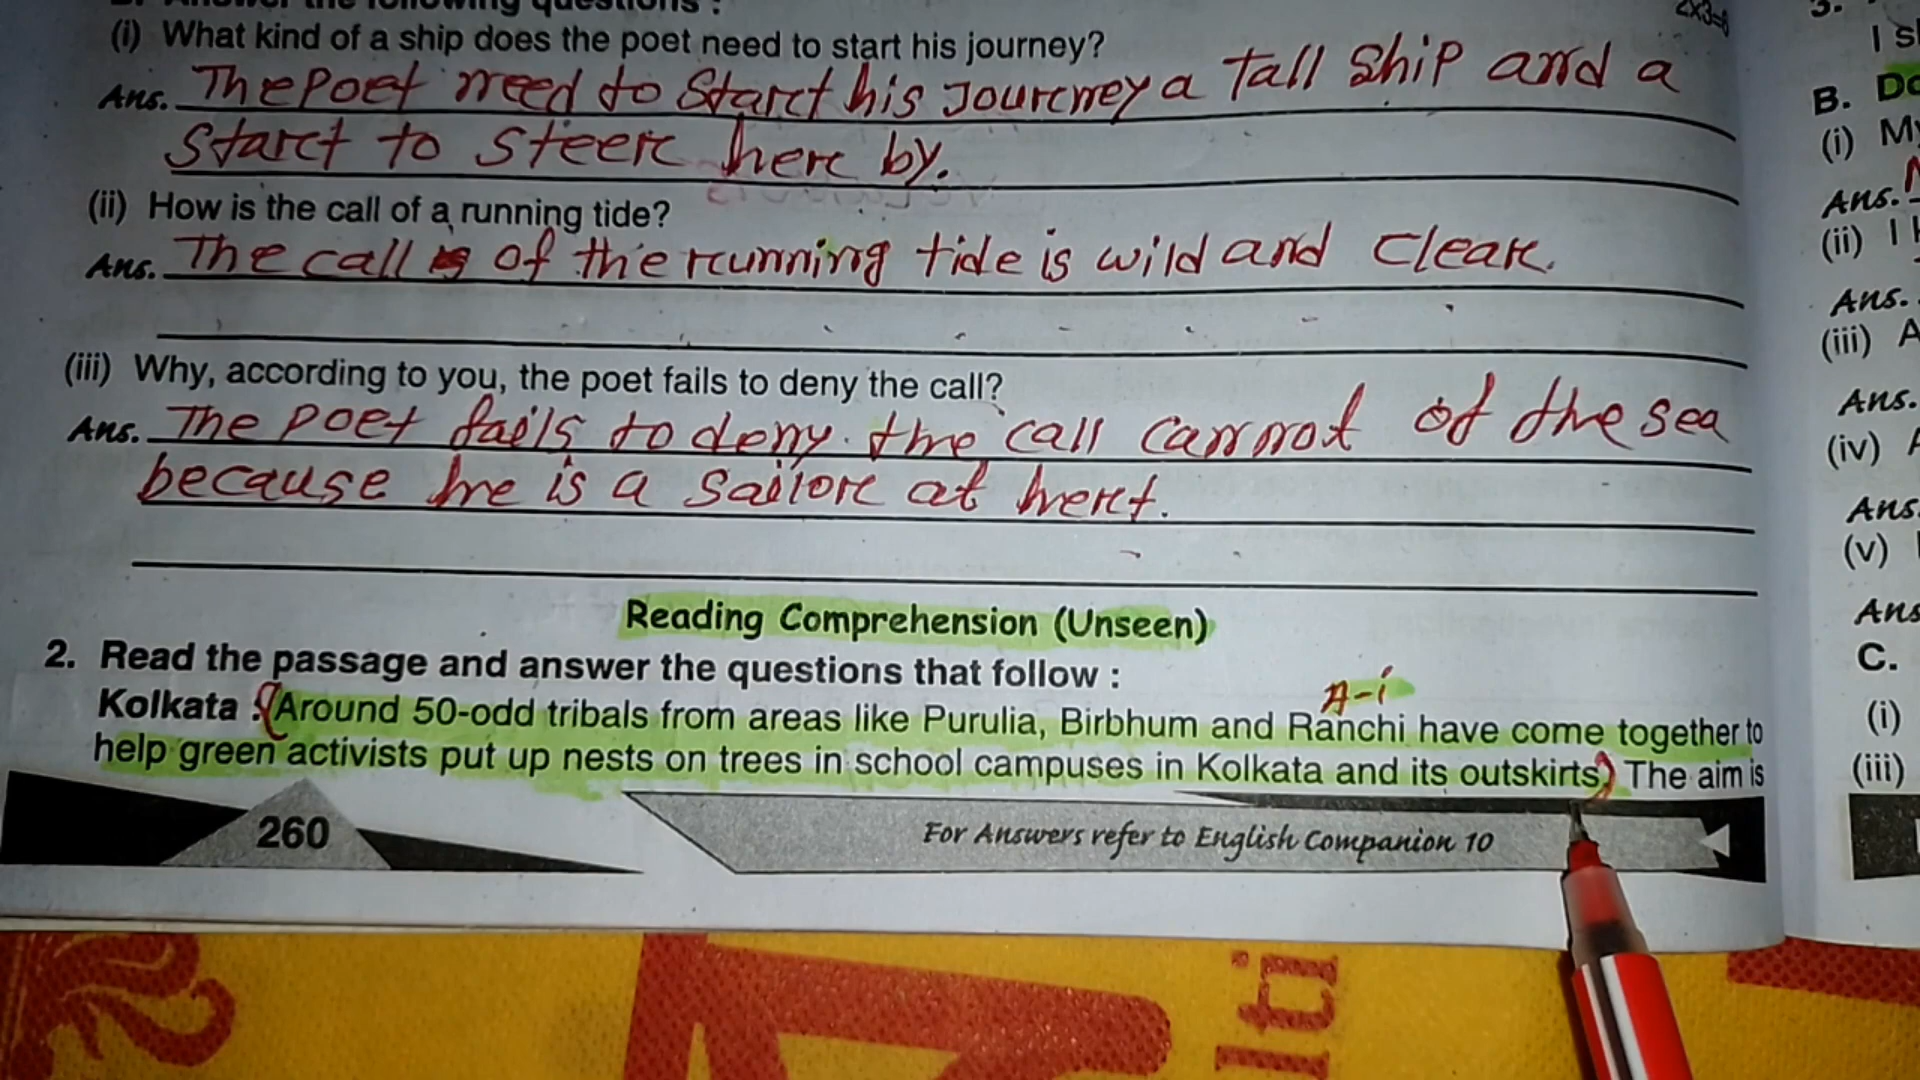 (i) What kind of a ship does the poet need to start his journey?
2x3=6
Ans. The Poet need to Start his Journey a Tall Ship and a
Start to Steer here by.
(ii) How is the call of a running tide?
Ans. The call of the running tide is wild and Clear.
(iii) Why, according to you, the poet fails to deny the call?
Ans. The Poet fails to deny the call cannot of the sea
because he is a Sailor at hert.
Reading Comprehension (Unseen)
2. Read the passage and answer the questions that follow :
A-i
Kolkata : (Around 50-odd tribals from areas like Purulia, Birbhum and Ranchi have come together to
help green activists put up nests on trees in school campuses in Kolkata and its outskirts.) The aim is
260
For Answers refer to English Companion 10
3.
B.
(i)
Ans.
(ii) I
Ans.
(iii) A
Ans.
(iv)
Ans.
(v)
Ans
C.
(i)
(iii)
lti